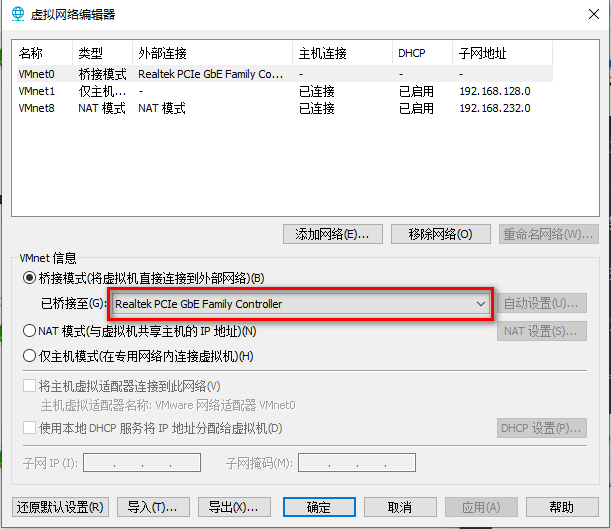 虚拟网络编辑器
名称 类型 外部连接 主机连接 DHCP 子网地址
VMnet0 桥接模式 Realtek PCIe GbE Family Co... - - -
VMnet1 仅主机... - 已连接 已启用 192.168.128.0
VMnet8 NAT 模式 NAT 模式 已连接 已启用 192.168.232.0
添加网络(E)... 移除网络(O) 重命名网络(W)...
VMnet 信息
桥接模式(将虚拟机直接连接到外部网络)(B)
已桥接至(G): Realtek PCIe GbE Family Controller 自动设置(U)...
NAT 模式(与虚拟机共享主机的 IP 地址)(N) NAT 设置(S)...
仅主机模式(在专用网络内连接虚拟机)(H)
将主机虚拟适配器连接到此网络(V)
主机虚拟适配器名称: VMware 网络适配器 VMnet0
使用本地 DHCP 服务将 IP 地址分配给虚拟机(D) DHCP 设置(P)...
子网 IP (I): . . . 子网掩码(M): . . .
还原默认设置(R) 导入(T)... 导出(X)... 确定 取消 应用(A) 帮助